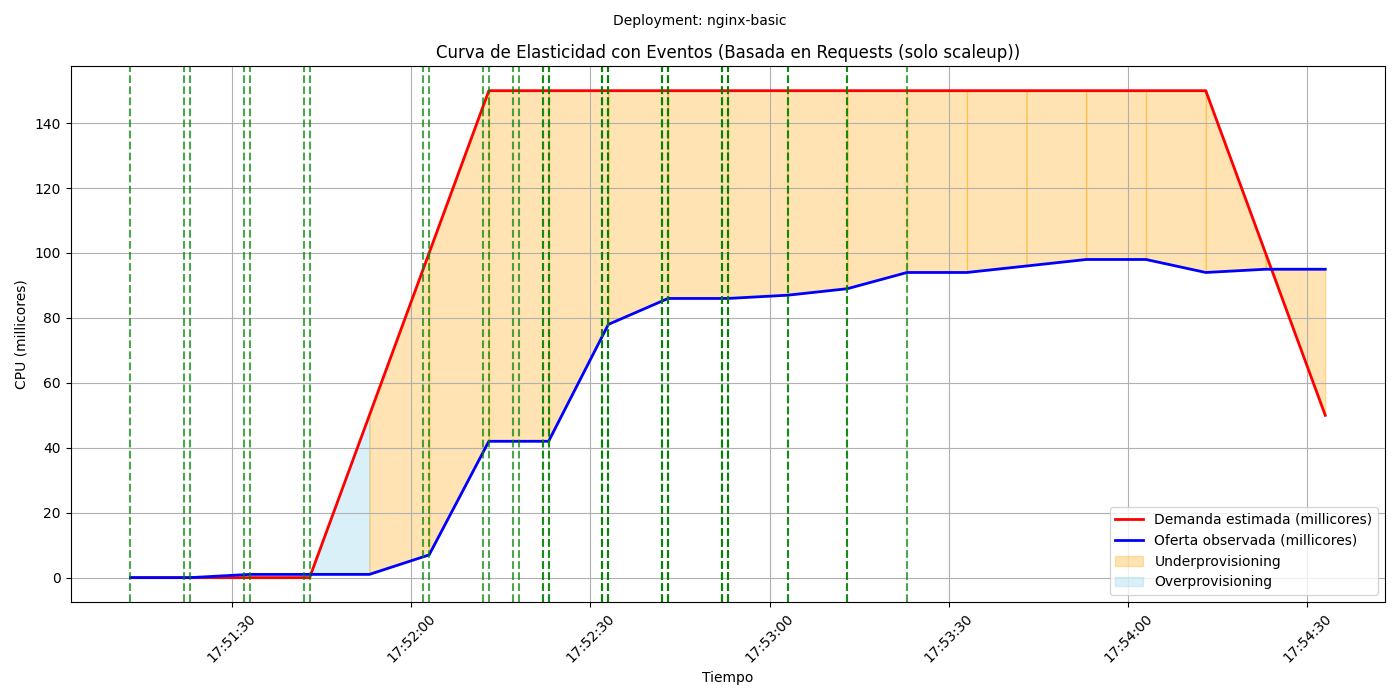 Deployment: nginx-basic
Curva de Elasticidad con Eventos (Basada en Requests (solo scaleup))
CPU (millicores)
140
120
100
80
60
40
20
0
Demanda estimada (millicores)
Oferta observada (millicores)
Underprovisioning
Overprovisioning
17:51:30
17:52:00
17:52:30
17:53:00
17:53:30
17:54:00
17:54:30
Tiempo